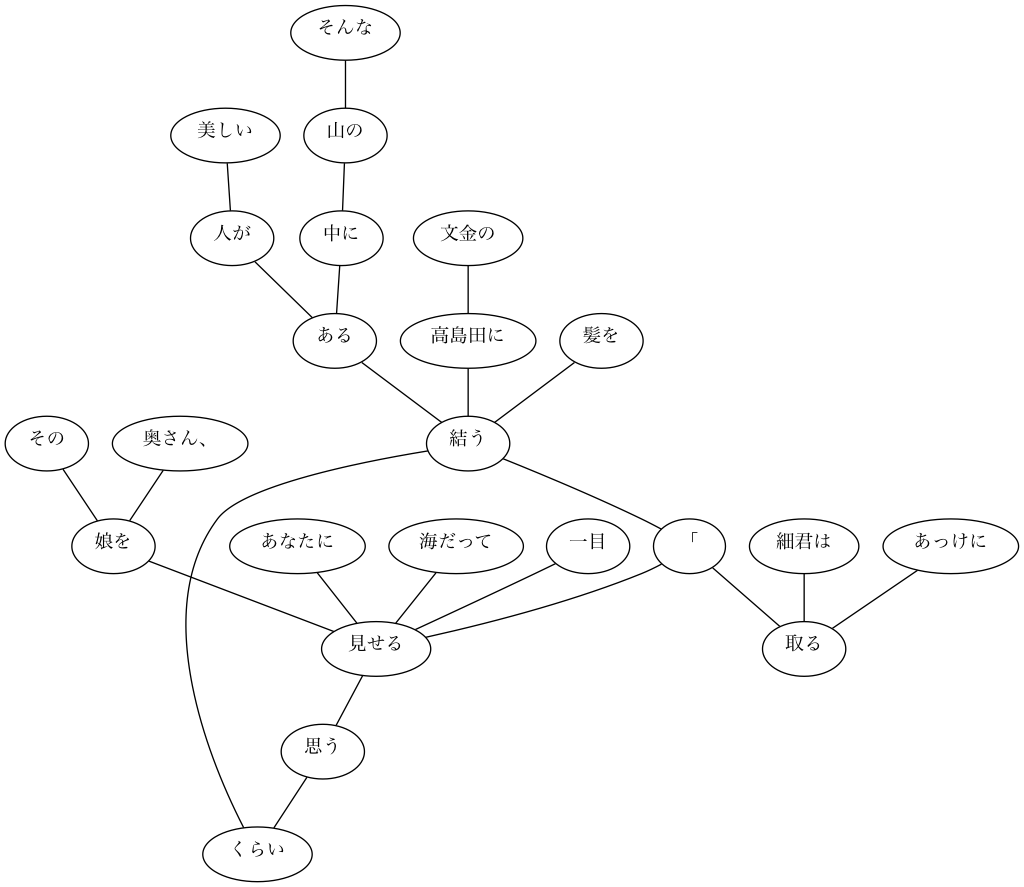 そんな
美しい
山の
人が
中に
文金の
ある
高島田に
髪を
その
奥さん、
結う
娘を
あなたに
海だって
一目
「
細君は
あっけに
見せる
取る
思う
くらい